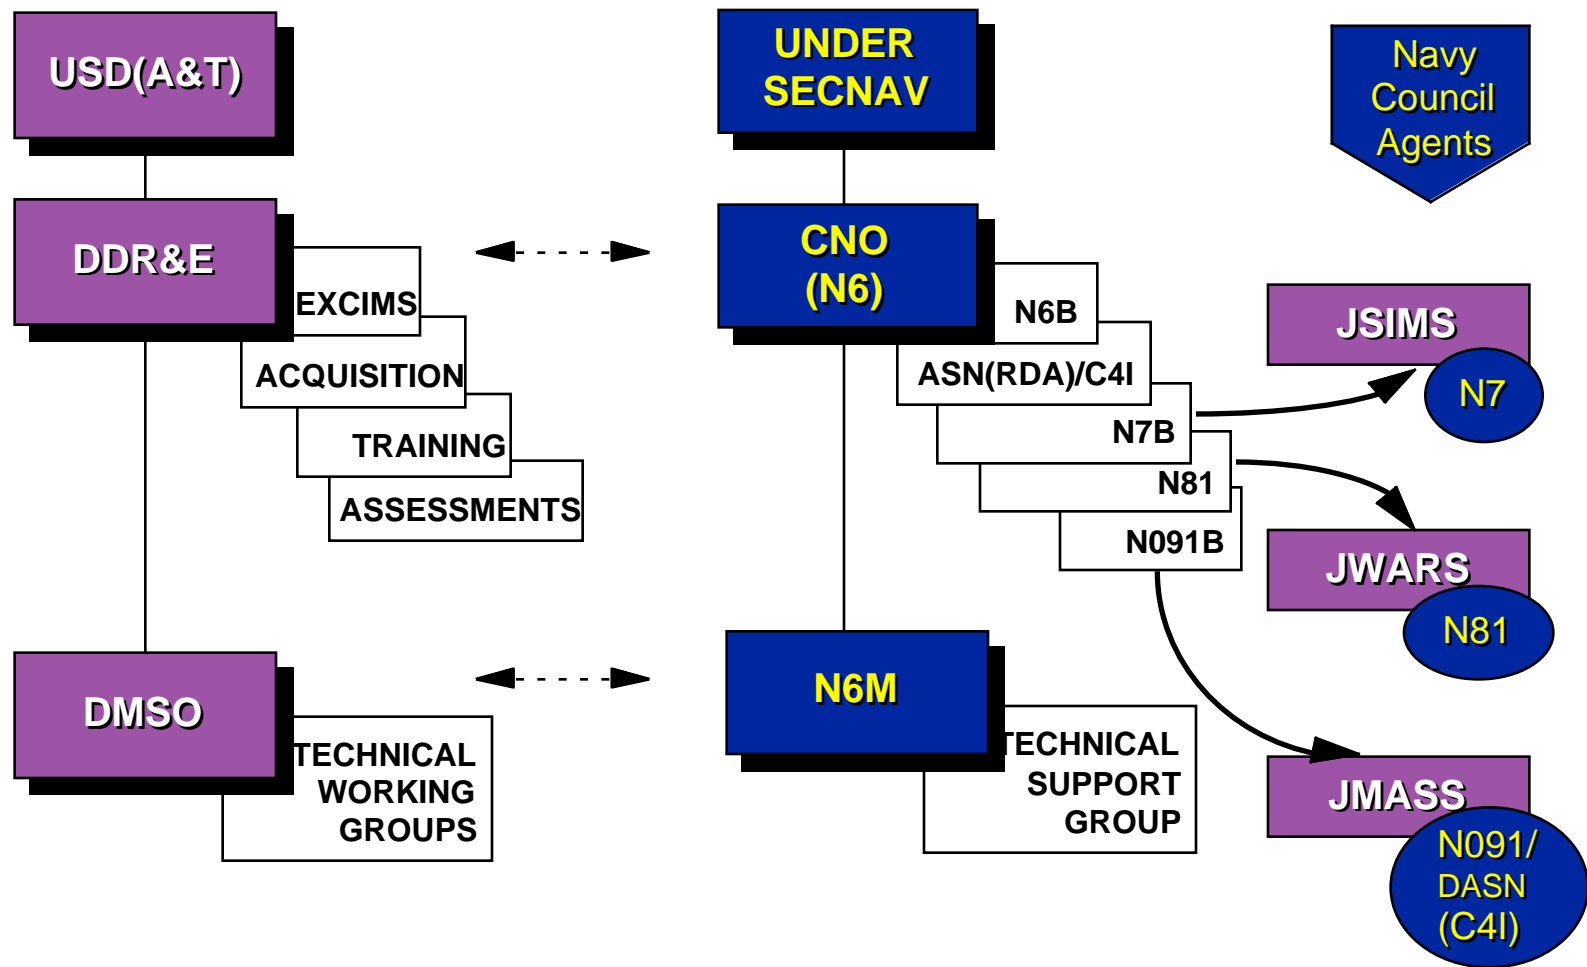 USD(A&T)
DDR&E
EXCIMS
ACQUISITION
TRAINING
ASSESSMENTS
DMSO
TECHNICAL
WORKING
GROUPS
UNDER
SECNAV
CNO
(N6)
N6B
ASN(RDA)/C4I
N7B
N81
N091B
N6M
TECHNICAL
SUPPORT
GROUP
Navy
Council
Agents
JSIMS
N7
JWARS
N81
JMASS
N091/
DASN
(C4I)